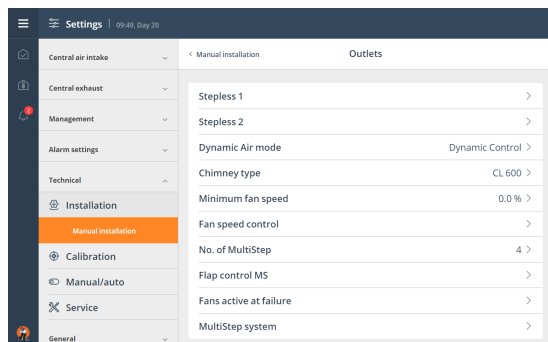 Settings | 09:49, Day 20
2
Central air intake
Central exhaust
Management
Alarm settings
Technical
Installation
Manual installation
Calibration
Manual/auto
Service
General
< Manual installation
Outlets
Stepless 1
Stepless 2
Dynamic Air mode Dynamic Control
Chimney type CL 600
Minimum fan speed 0.0 %
Fan speed control
No. of MultiStep 4
Flap control MS
Fans active at failure
MultiStep system